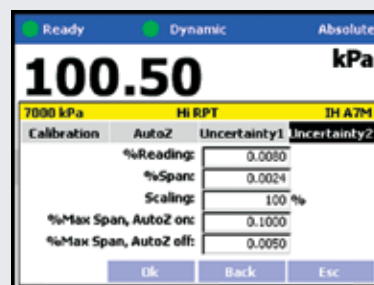 Ready Dynamic Absolute
100.50 kPa
7000 kPa Hi RPT IH A7M
Calibration AutoZ Uncertainty1 Uncertainty2
%Reading: 0.0080
%Span: 0.0024
Scaling: 100 %
%Max Span, AutoZ on: 0.1000
%Max Span, AutoZ off: 0.0050
Ok Back Esc